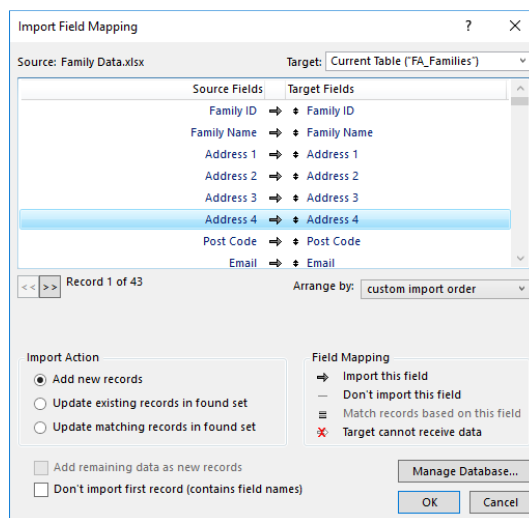 Import Field Mapping ?
Source: Family Data.xlsx Target: Current Table ("FA_Families")
Source Fields Target Fields
Family ID Family ID
Family Name Family Name
Address 1 Address 1
Address 2 Address 2
Address 3 Address 3
Address 4 Address 4
Post Code Post Code
Email Email
<< >> Record 1 of 43 Arrange by: custom import order
Import Action Field Mapping
Add new records Import this field
Update existing records in found set Don't import this field
Update matching records in found set Match records based on this field
Target cannot receive data
Add remaining data as new records Manage Database...
Don't import first record (contains field names)
OK Cancel